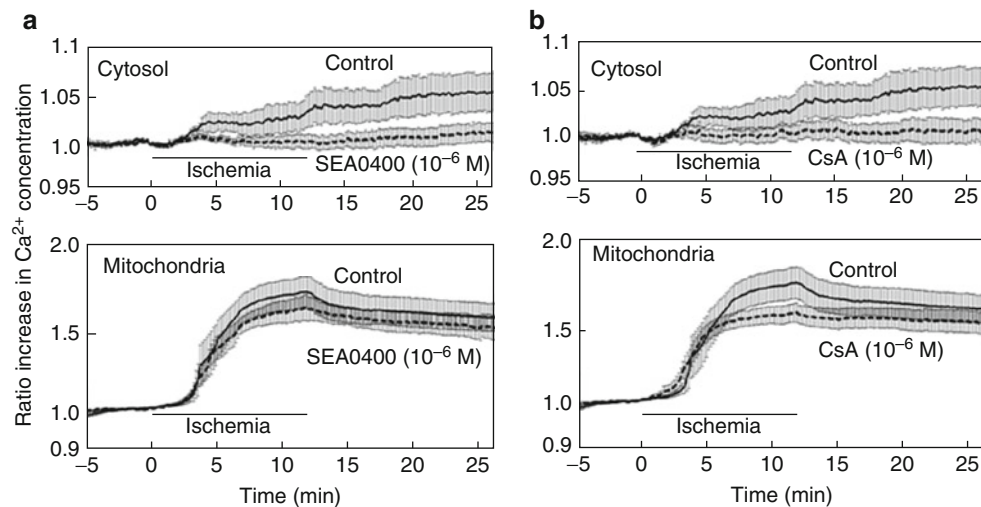 a
Ratio increase in Ca²⁺ concentration
1.1
1.05
1.0
0.95
Cytosol
Control
Ischemia
SEA0400 (10⁻⁶ M)
−5 0 5 10 15 20 25
2.0
1.5
1.0
0.9
Mitochondria
Control
SEA0400 (10⁻⁶ M)
Ischemia
−5 0 5 10 15 20 25
Time (min)
b
1.1
1.05
1.0
0.95
Cytosol
Control
Ischemia
CsA (10⁻⁶ M)
−5 0 5 10 15 20 25
2.0
1.5
1.0
0.9
Mitochondria
Control
CsA (10⁻⁶ M)
Ischemia
−5 0 5 10 15 20 25
Time (min)